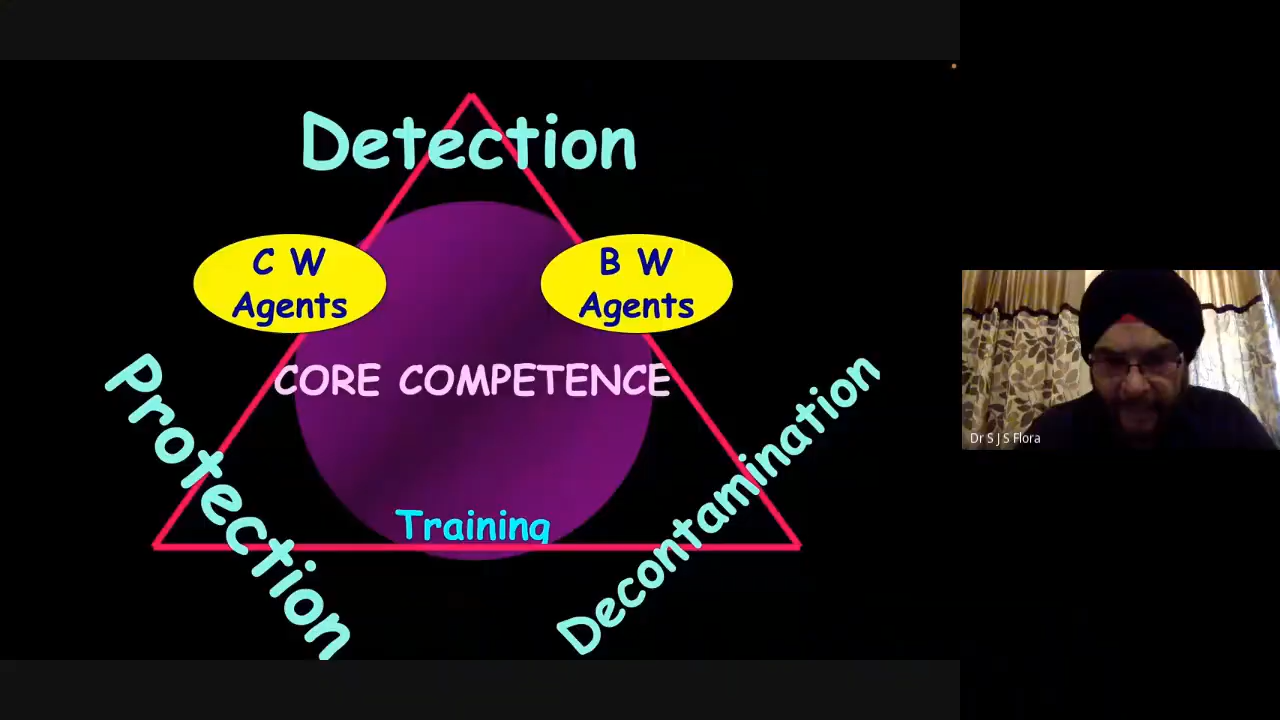 Detection
C W
Agents
B W
Agents
CORE COMPETENCE
Protection
Decontamination
Training
Dr S J S Flora